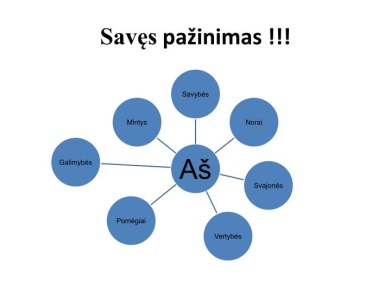 Savęs pažinimas !!!
Savybės
Mintys
Norai
Galimybės
Aš
Svajonės
Pomėgiai
Vertybės